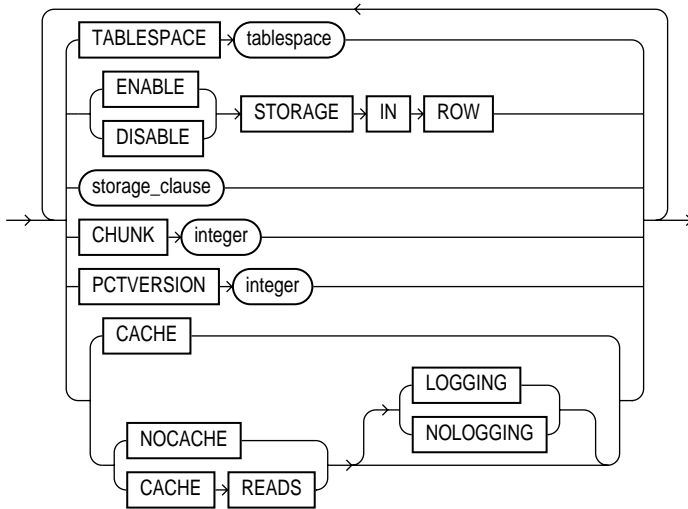 TABLESPACE tablespace
ENABLE
DISABLE
STORAGE IN ROW
storage_clause
CHUNK integer
PCTVERSION integer
CACHE
NOCACHE
CACHE READS
LOGGING
NOLOGGING